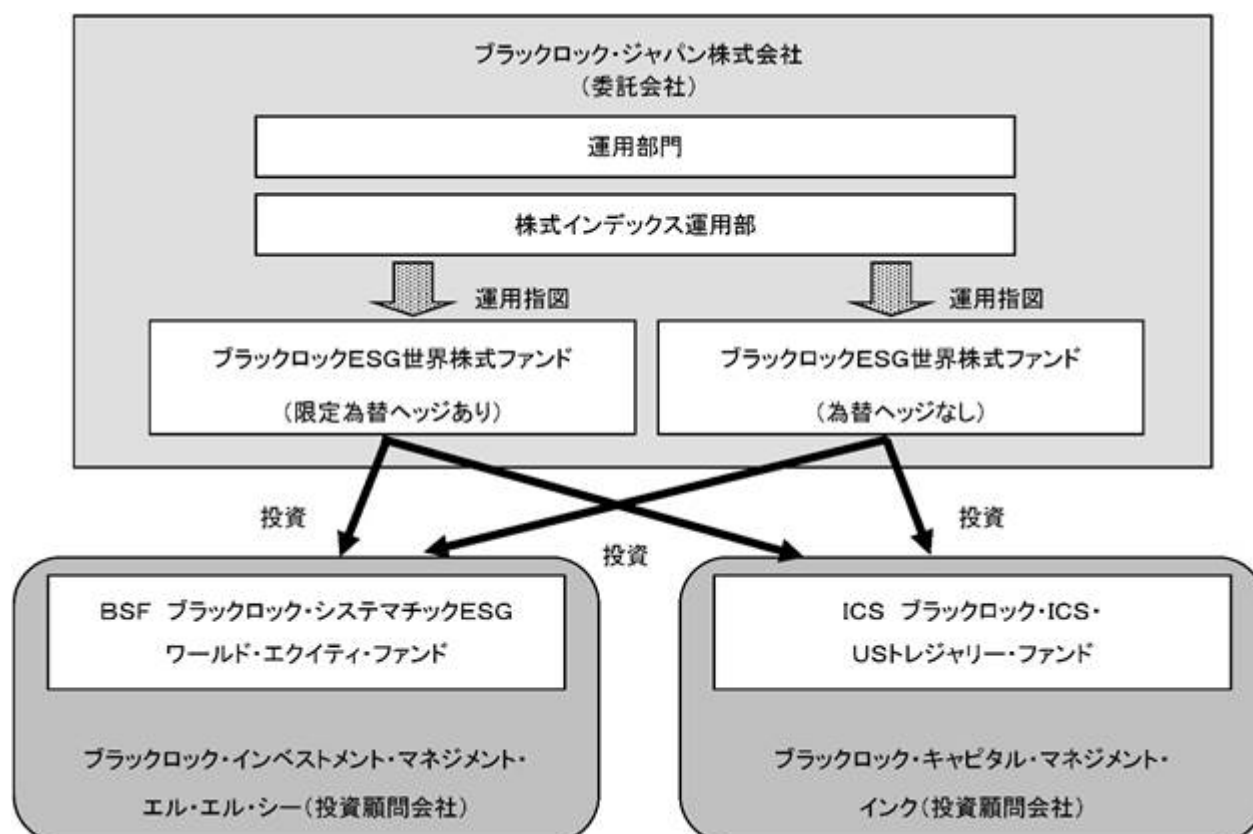 ブラックロック・ジャパン株式会社
（委託会社）
運用部門
株式インデックス運用部
運用指図
運用指図
ブラックロックＥＳＧ世界株式ファンド
（限定為替ヘッジあり）
ブラックロックＥＳＧ世界株式ファンド
（為替ヘッジなし）
投資
投資
投資
ＢＳＦ　ブラックロック・システマチックＥＳＧ
ワールド・エクイティ・ファンド
ブラックロック・インベストメント・マネジメント・
エル・エル・シー（投資顧問会社）
ＩＣＳ　ブラックロック・ＩＣＳ・
ＵＳトレジャリー・ファンド
ブラックロック・キャピタル・マネジメント・
インク（投資顧問会社）